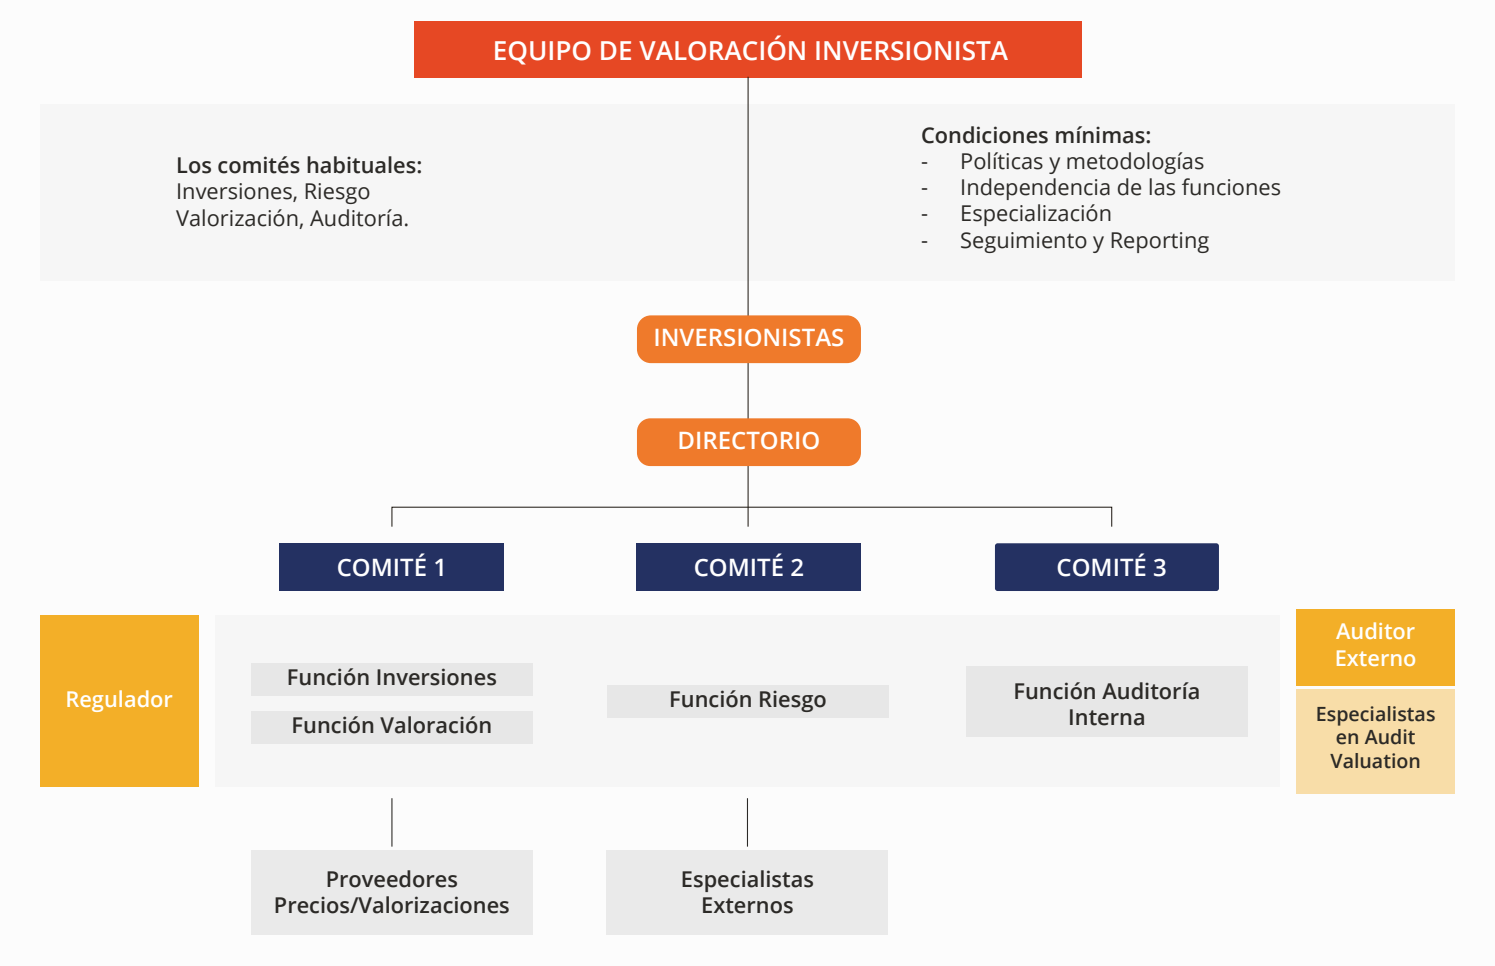 EQUIPO DE VALORACIÓN INVERSIONISTA
Los comités habituales:
Inversiones, Riesgo
Valorización, Auditoría.
Condiciones mínimas:
- Políticas y metodologías
- Independencia de las funciones
- Especialización
- Seguimiento y Reporting
INVERSIONISTAS
DIRECTORIO
COMITÉ 1
COMITÉ 2
COMITÉ 3
Regulador
Función Inversiones
Función Valoración
Función Riesgo
Función Auditoría
Interna
Auditor
Externo
Especialistas
en Audit
Valuation
Proveedores
Precios/Valorizaciones
Especialistas
Externos